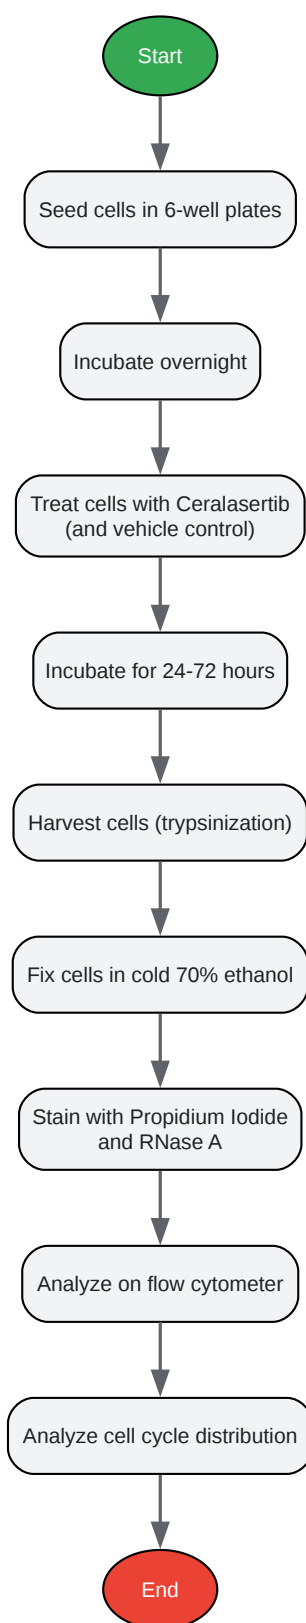 Start
Seed cells in 6-well plates
Incubate overnight
Treat cells with Ceralasertib
(and vehicle control)
Incubate for 24-72 hours
Harvest cells (trypsinization)
Fix cells in cold 70% ethanol
Stain with Propidium Iodide
and RNase A
Analyze on flow cytometer
Analyze cell cycle distribution
End